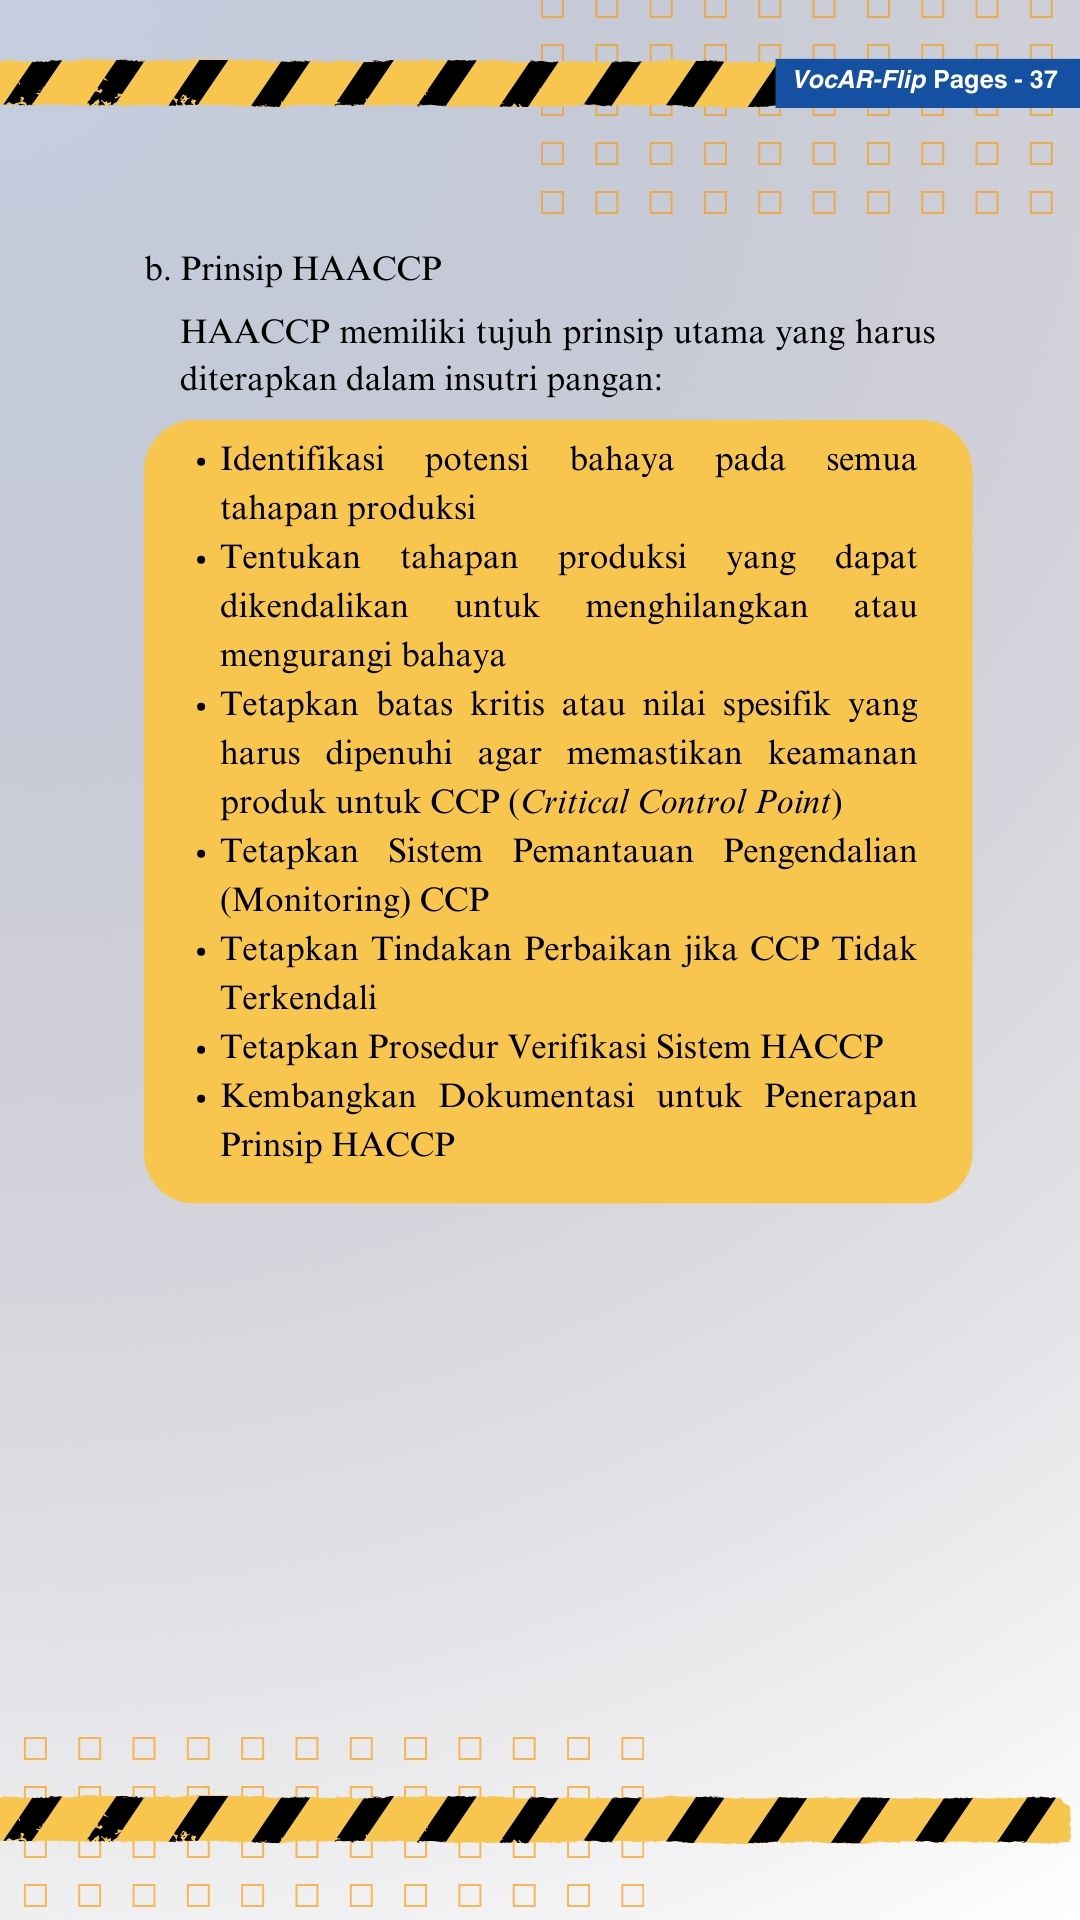 VocAR-Flip Pages - 37
b. Prinsip HAACCP
HAACCP memiliki tujuh prinsip utama yang harus
diterapkan dalam insutri pangan:
• Identifikasi potensi bahaya pada semua
tahapan produksi
• Tentukan tahapan produksi yang dapat
dikendalikan untuk menghilangkan atau
mengurangi bahaya
• Tetapkan batas kritis atau nilai spesifik yang
harus dipenuhi agar memastikan keamanan
produk untuk CCP (Critical Control Point)
• Tetapkan Sistem Pemantauan Pengendalian
(Monitoring) CCP
• Tetapkan Tindakan Perbaikan jika CCP Tidak
Terkendali
• Tetapkan Prosedur Verifikasi Sistem HACCP
• Kembangkan Dokumentasi untuk Penerapan
Prinsip HACCP